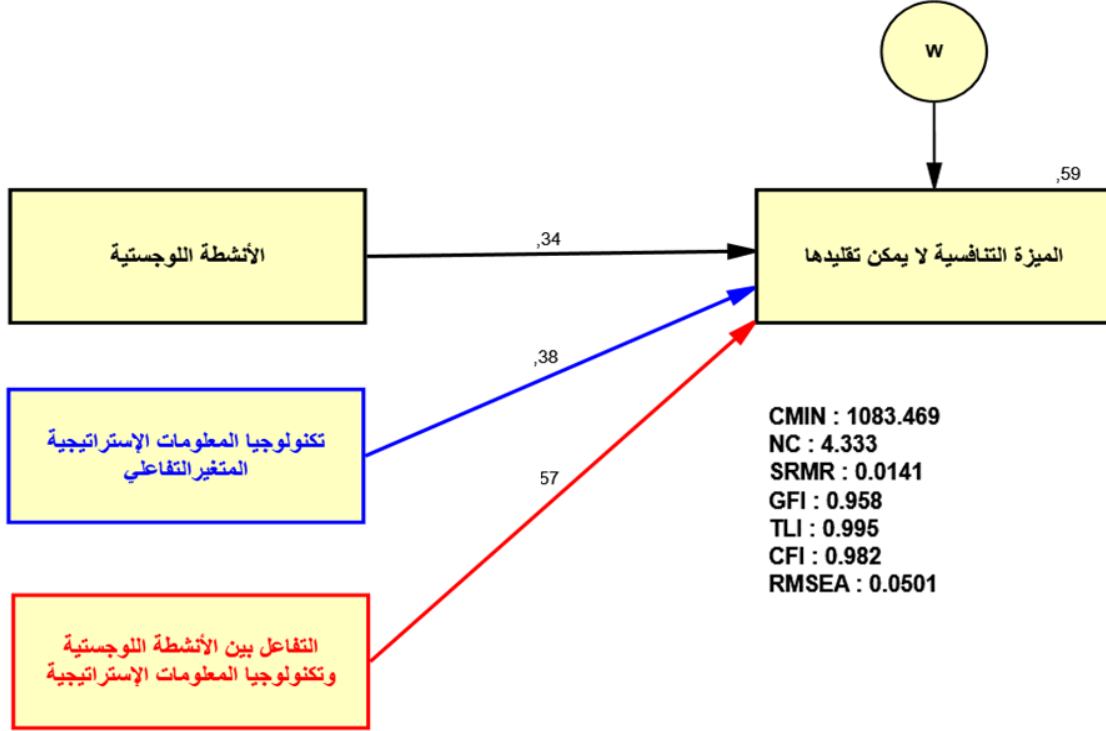 w
,59
الأنشطة اللوجستية
,34
الميزة التنافسية لا يمكن تقليدها
,38
تكنولوجيا المعلومات الإستراتيجية
المتغيرالتفاعلي
57
التفاعل بين الأنشطة اللوجستية
وتكنولوجيا المعلومات الإستراتيجية
CMIN : 1083.469
NC : 4.333
SRMR : 0.0141
GFI : 0.958
TLI : 0.995
CFI : 0.982
RMSEA : 0.0501